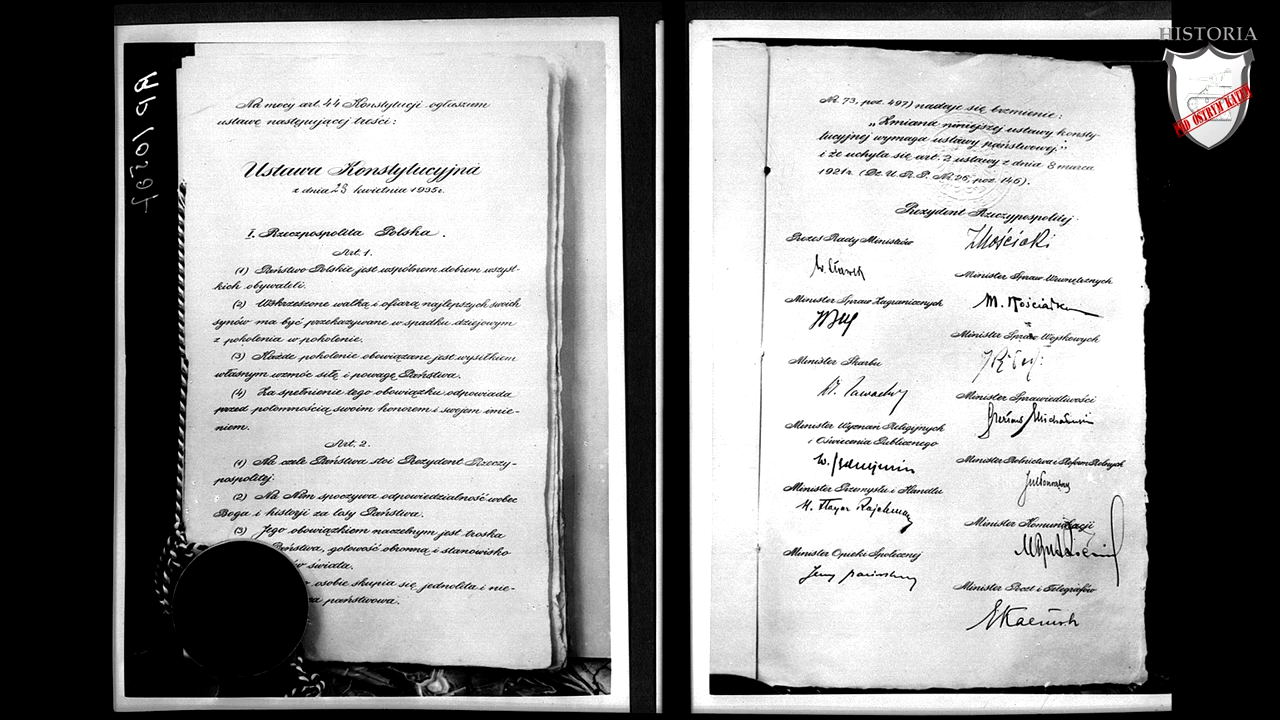 Na mocy art. 44 Konstytucji ogłaszam
ustawę następującej treści:
Ustawa Konstytucyjna
z dnia 23 kwietnia 1935r.
I. Rzeczpospolita Polska.
Art. 1.
(1) Państwo Polskie jest wspólnem dobrem wszyst-
kich obywateli.
(2) Wskrzeszone walką i ofiarą najlepszych swoich
synów ma być przekazywane w spadku dziejowym
z pokolenia w pokolenie.
(3) Każde pokolenie obowiązane jest wysiłkiem
własnym wzmóc siłę i powagę Państwa.
(4) Za spełnienie tego obowiązku odpowiada
przed potomnością swoim honorem i swojem imie-
niem.
Art. 2.
(1) Na czele Państwa stoi Prezydent Rzeczy-
pospolitej.
(2) Na Nim spoczywa odpowiedzialność wobec
Boga i historji za losy Państwa.
(3) Jego obowiązkiem naczelnym jest troska
Państwa, gotowość obronną i stanowisko
świata.
osobie skupia się jednolita i nie-
państwowa.
Nr. 73, poz. 497) nadaje się brzmienie:
„Zmiana niniejszej ustawy konsty-
tucyjnej wymaga ustawy państwowej."
i że uchyla się art. 2 ustawy z dnia 8 marca
1921r. (Dz. U. R. P. Nr. 26, poz. 146).
Prezydent Rzeczypospolitej
I Mościcki
Prezes Rady Ministrów
W. Sławek
Minister Spraw Wewnętrznych
M. Kościałkowski
Minister Spraw Zagranicznych
Minister Spraw Wojskowych
Minister Skarbu
Minister Sprawiedliwości
Minister Wyznań Religijnych
i Oświecenia Publicznego
Minister Rolnictwa i Reform Rolnych
Minister Przemysłu i Handlu
H. Floyar Rajchman
Minister Komunikacji
Minister Opieki Społecznej
Minister Poczt i Telegrafów
E Kaliński
HISTORIA
POD OSTRYM KĄTEM